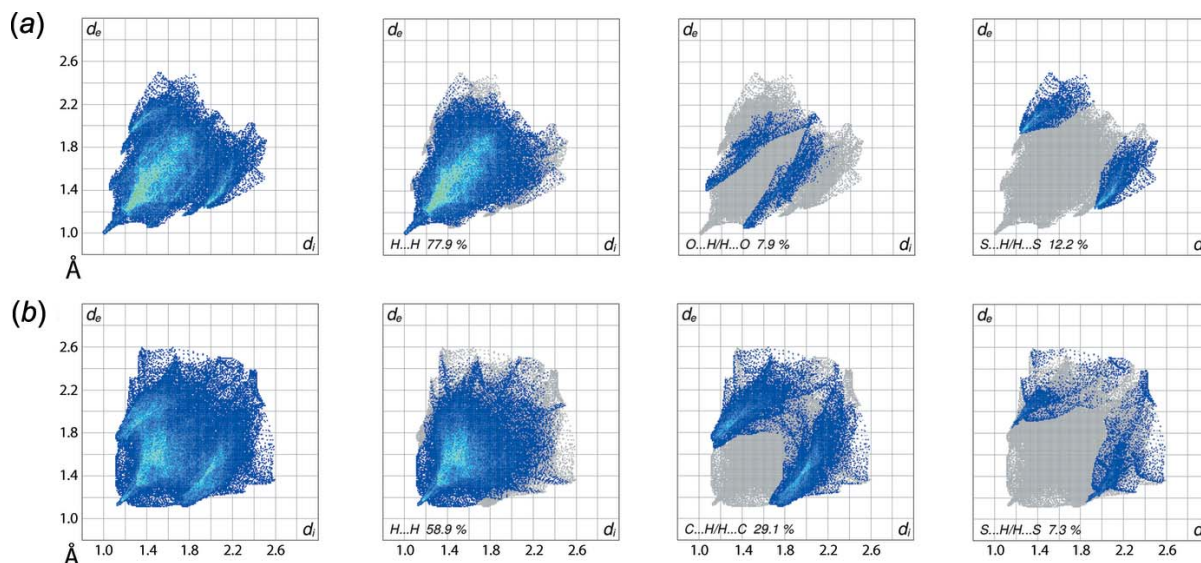 (a)
de
2.6
2.2
1.8
1.4
1.0
di
Å
de
H...H 77.9 %
di
de
O...H/H...O 7.9 %
di
de
S...H/H...S 12.2 %
d
(b)
de
2.6
2.2
1.8
1.4
1.0
di
Å
1.0 1.4 1.8 2.2 2.6
de
H...H 58.9 %
di
1.0 1.4 1.8 2.2 2.6
de
C...H/H...C 29.1 %
di
1.0 1.4 1.8 2.2 2.6
de
S...H/H...S 7.3 %
d
1.0 1.4 1.8 2.2 2.6